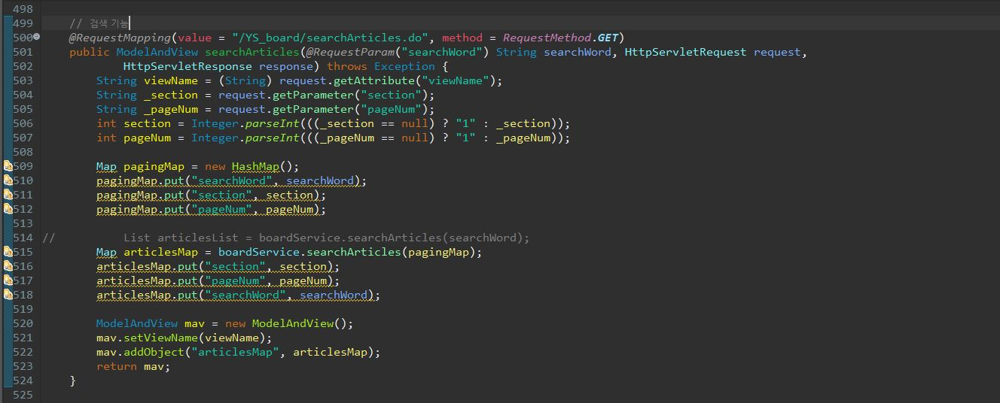 498
499    // 검색 기능
500    @RequestMapping(value = "/YS_board/searchArticles.do", method = RequestMethod.GET)
501    public ModelAndView searchArticles(@RequestParam("searchWord") String searchWord, HttpServletRequest request,
502            HttpServletResponse response) throws Exception {
503        String viewName = (String) request.getAttribute("viewName");
504        String _section = request.getParameter("section");
505        String _pageNum = request.getParameter("pageNum");
506        int section = Integer.parseInt(((_section == null) ? "1" : _section));
507        int pageNum = Integer.parseInt(((_pageNum == null) ? "1" : _pageNum));
508
509        Map pagingMap = new HashMap();
510        pagingMap.put("searchWord", searchWord);
511        pagingMap.put("section", section);
512        pagingMap.put("pageNum", pageNum);
513
514 //          List articlesList = boardService.searchArticles(searchWord);
515        Map articlesMap = boardService.searchArticles(pagingMap);
516        articlesMap.put("section", section);
517        articlesMap.put("pageNum", pageNum);
518        articlesMap.put("searchWord", searchWord);
519
520        ModelAndView mav = new ModelAndView();
521        mav.setViewName(viewName);
522        mav.addObject("articlesMap", articlesMap);
523        return mav;
524    }
525